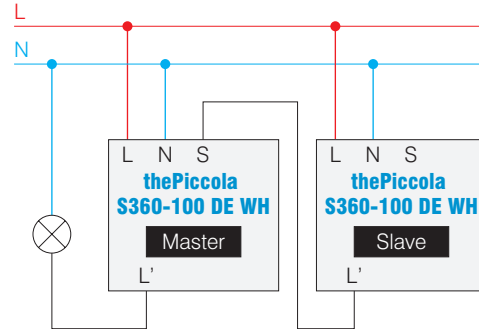 L
N
L N S
thePiccola
S360-100 DE WH
Master
L’
L N S
thePiccola
S360-100 DE WH
Slave
L’